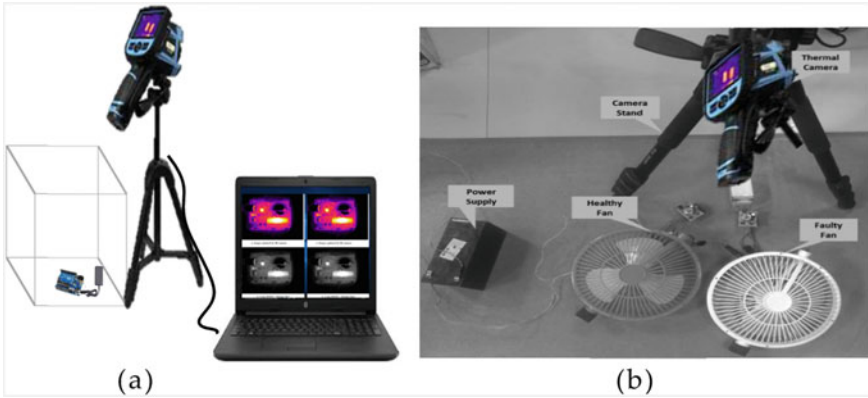 Thermal
Camera
Camera
Stand
Power
Supply
Healthy
Fan
Faulty
Fan
(a)
(b)